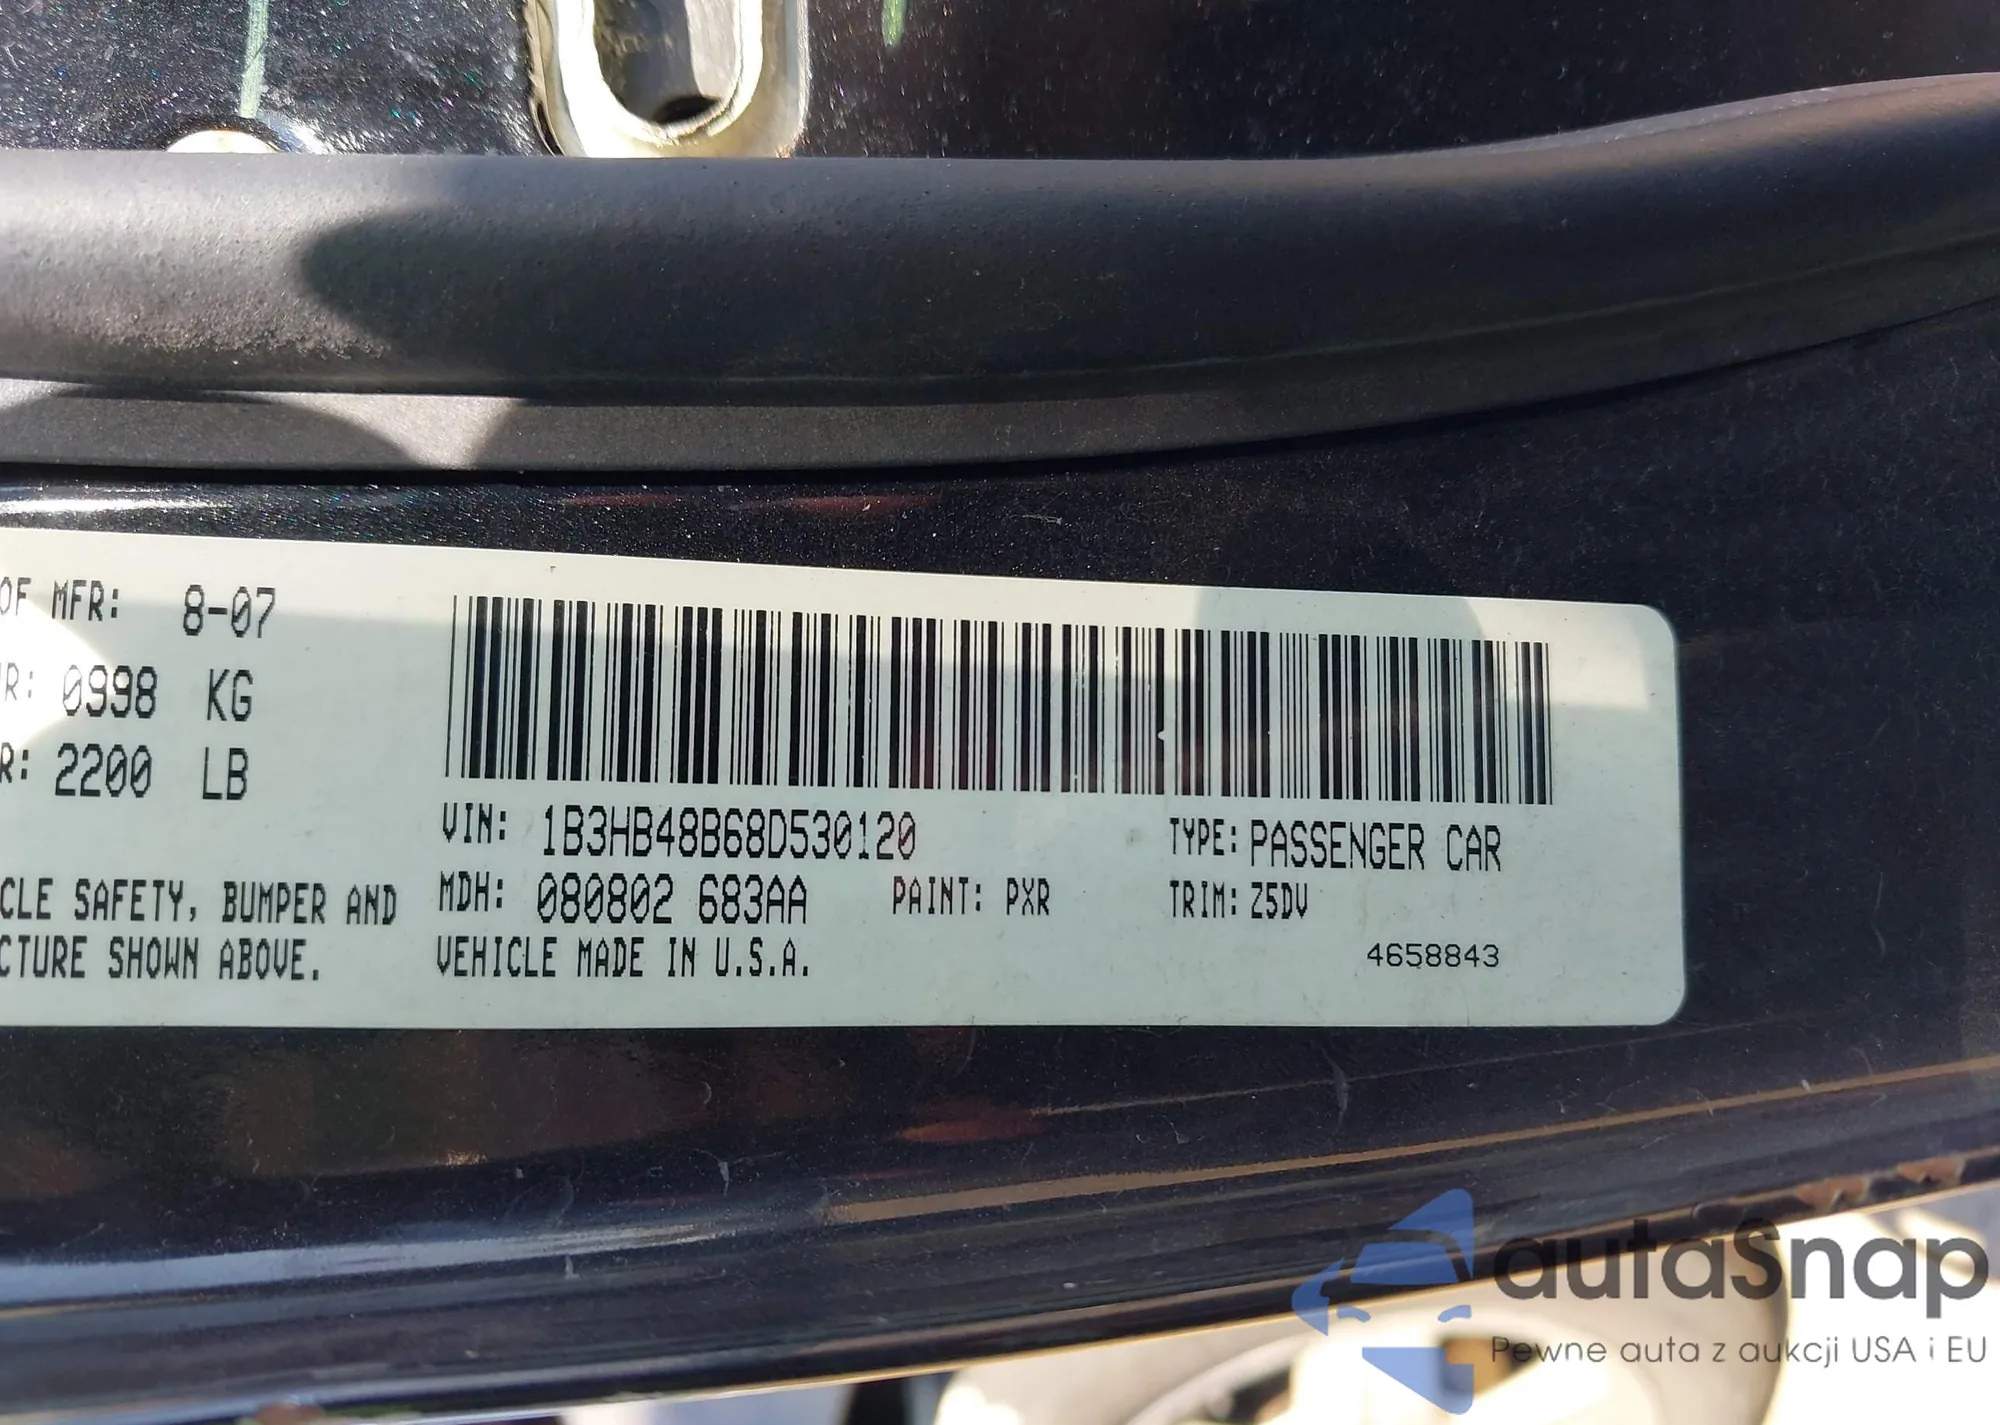 OF MFR: 8-07
R: 0998 KG
R: 2200 LB
VIN: 1B3HB48B68D530120
TYPE: PASSENGER CAR
CLE SAFETY, BUMPER AND
MDH: 080802 683AA
PAINT: PXR
TRIM: Z5DV
CTURE SHOWN ABOVE.
VEHICLE MADE IN U.S.A.
4658843
autaSnap
Pewne auta z aukcji USA i EU